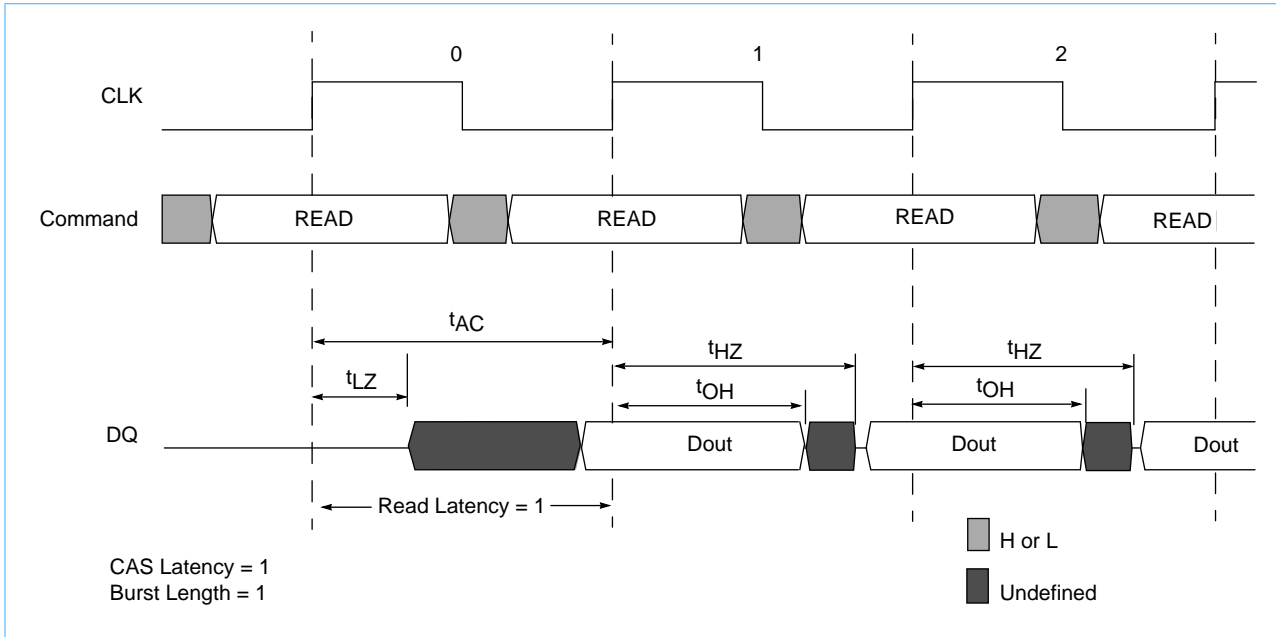 0 1 2
CLK
Command READ READ READ READ
tAC
tHZ tHZ
tLZ tOH tOH
DQ Dout Dout Dout
Read Latency = 1
H or L
CAS Latency = 1
Burst Length = 1
Undefined